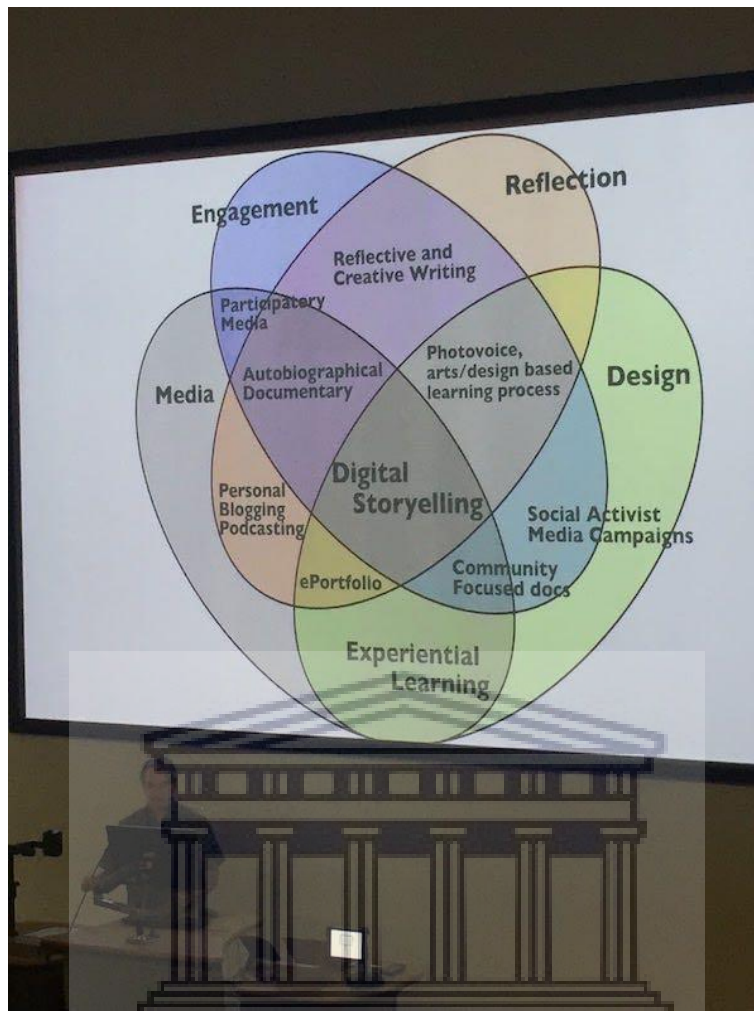 Reflection
Engagement
Reflective and
Creative Writing
Participatory
Media
Photovoice,
arts/design based
learning process
Autobiographical
Documentary
Media
Design
Digital
Storyelling
Personal
Blogging
Podcasting
Social Activist
Media Campaigns
Community
Focused docs
ePortfolio
Experiential
Learning